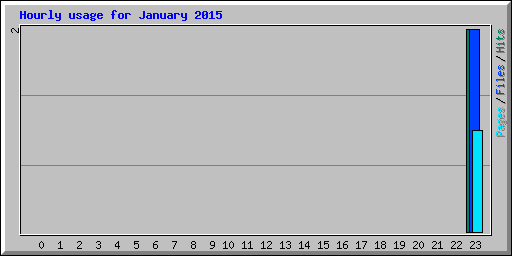 Hourly usage for January 2015
2
Pages/Files/Hits
0 1 2 3 4 5 6 7 8 9 10 11 12 13 14 15 16 17 18 19 20 21 22 23